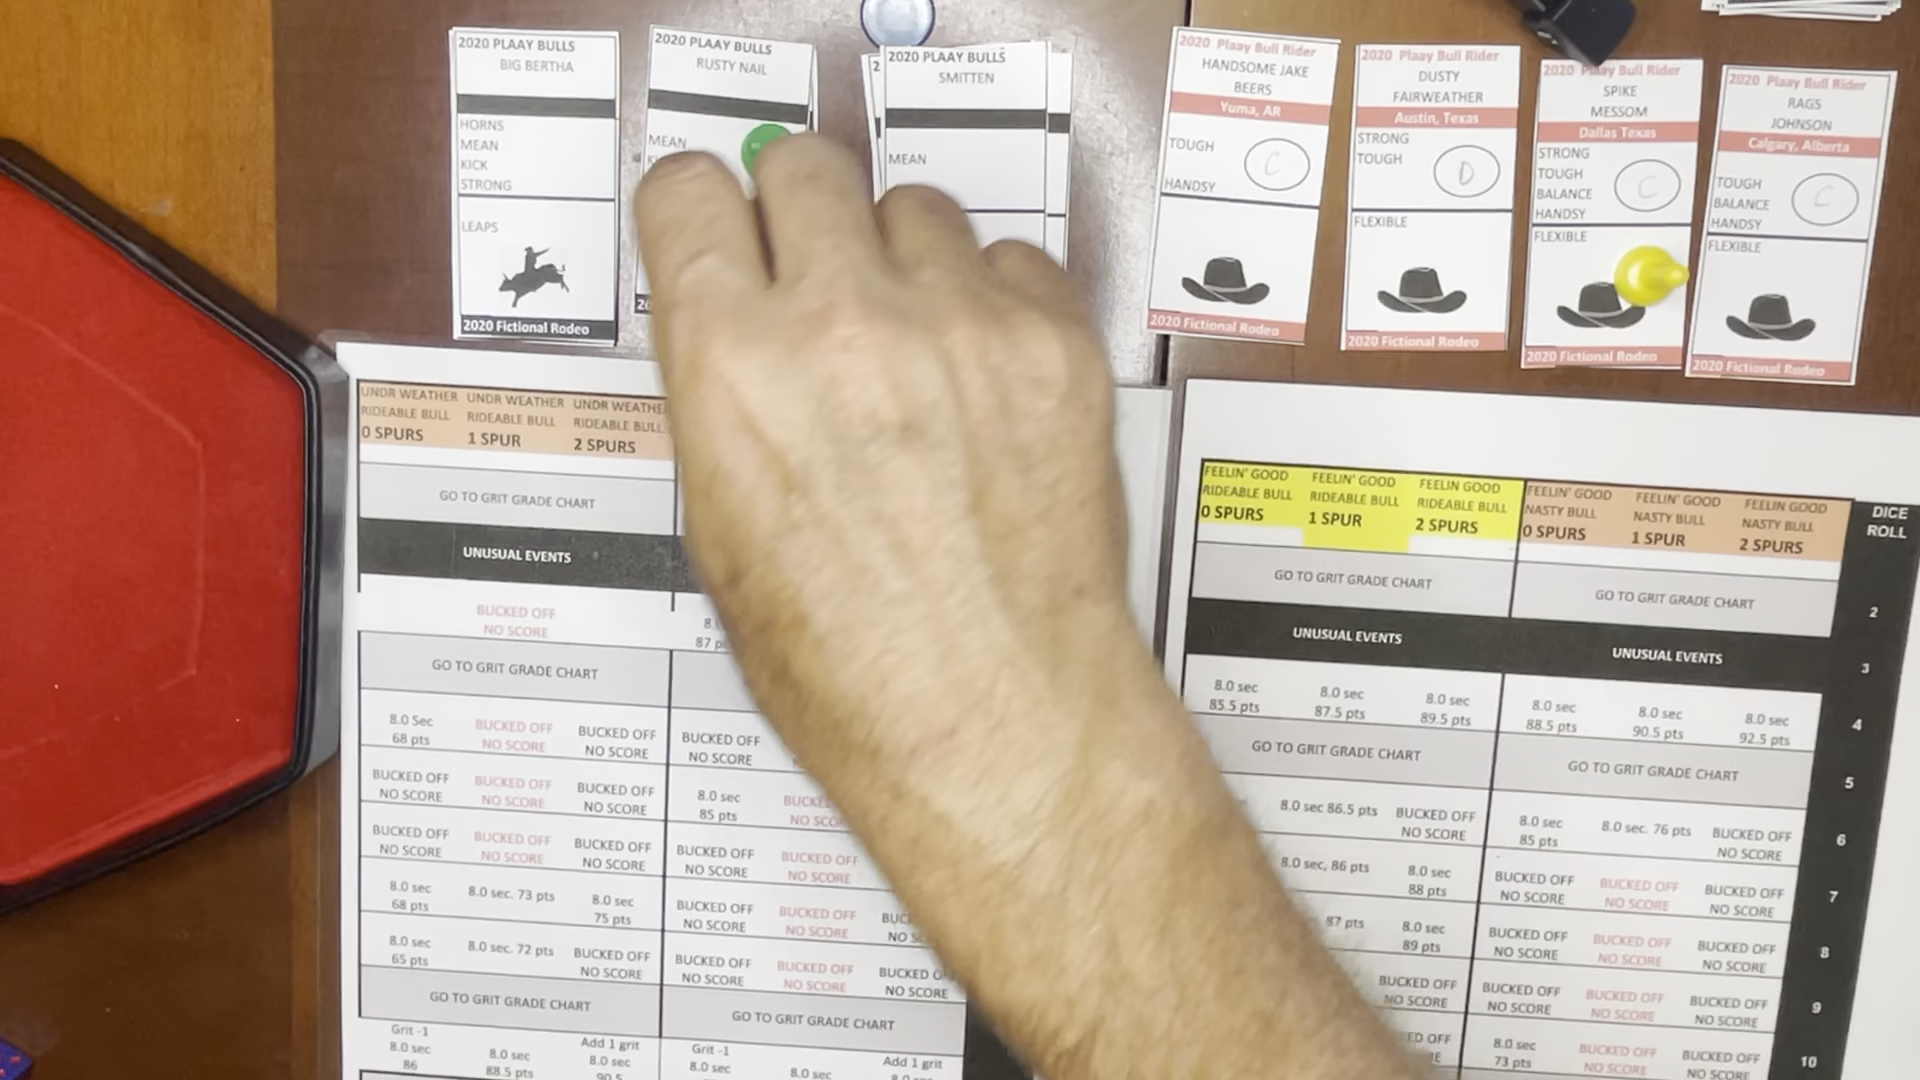 2020 PLAAY BULLS
BIG BERTHA
HORNS
MEAN
KICK
STRONG
LEAPS
2020 Fictional Rodeo
2020 PLAAY BULLS
RUSTY NAIL
MEAN
20
2
2020 PLAAY BULLS
SMITTEN
MEAN
2020 Plaay Bull Rider
HANDSOME JAKE
BEERS
Yuma, AR
TOUGH
C
HANDSY
2020 Fictional Rodeo
2020 Plaay Bull Rider
DUSTY
FAIRWEATHER
Austin, Texas
STRONG
TOUGH
D
FLEXIBLE
2020 Fictional Rodeo
2020 Plaay Bull Rider
SPIKE
MESSOM
Dallas Texas
STRONG
TOUGH
C
BALANCE
HANDSY
FLEXIBLE
2020 Fictional Rodeo
2020 Plaay Bull Rider
RAGS
JOHNSON
Calgary, Alberta
TOUGH
C
BALANCE
HANDSY
FLEXIBLE
2020 Fictional Rodeo
UNDR WEATHER UNDR WEATHER UNDR WEATHE
RIDEABLE BULL RIDEABLE BULL RIDEABLE BULL
0 SPURS 1 SPUR 2 SPURS
GO TO GRIT GRADE CHART
UNUSUAL EVENTS
BUCKED OFF
NO SCORE
87
GO TO GRIT GRADE CHART
8.0 Sec BUCKED OFF BUCKED OFF BUCKED OFF
68 pts NO SCORE NO SCORE NO SCORE
BUCKED OFF BUCKED OFF BUCKED OFF 8.0 sec
NO SCORE NO SCORE NO SCORE 85 pts
BUCKED OFF BUCKED OFF BUCKED OFF BUCKED OFF BUCKED OFF
NO SCORE NO SCORE NO SCORE NO SCORE NO SCORE
8.0 sec 8.0 sec. 73 pts 8.0 sec BUCKED OFF BUCKED OFF
68 pts 75 pts NO SCORE NO SCORE
8.0 sec 8.0 sec. 72 pts BUCKED OFF BUCKED OFF BUCKED OFF BUCKED O
65 pts NO SCORE NO SCORE NO SCORE NO SCORE
GO TO GRIT GRADE CHART GO TO GRIT GRADE CHART
Grit -1 Add 1 grit Grit -1 Add 1 grit
8.0 sec 8.0 sec 8.0 sec 8.0 sec 8.0 sec
86 88.5 pts 90.5
FEELIN' GOOD FEELIN' GOOD FEELIN GOOD FEELIN' GOOD FEELIN' GOOD FEELIN GOOD
RIDEABLE BULL RIDEABLE BULL RIDEABLE BULL NASTY BULL NASTY BULL NASTY BULL
0 SPURS 1 SPUR 2 SPURS 0 SPURS 1 SPUR 2 SPURS
DICE
ROLL
GO TO GRIT GRADE CHART GO TO GRIT GRADE CHART 2
UNUSUAL EVENTS UNUSUAL EVENTS 3
8.0 sec 8.0 sec 8.0 sec 8.0 sec 8.0 sec 8.0 sec 4
85.5 pts 87.5 pts 89.5 pts 88.5 pts 90.5 pts 92.5 pts
GO TO GRIT GRADE CHART GO TO GRIT GRADE CHART 5
8.0 sec 86.5 pts BUCKED OFF 8.0 sec 8.0 sec. 76 pts BUCKED OFF 6
NO SCORE 85 pts NO SCORE
8.0 sec, 86 pts 8.0 sec BUCKED OFF BUCKED OFF BUCKED OFF 7
88 pts NO SCORE NO SCORE NO SCORE
87 pts 8.0 sec BUCKED OFF BUCKED OFF BUCKED OFF 8
89 pts NO SCORE NO SCORE NO SCORE
BUCKED OFF BUCKED OFF BUCKED OFF BUCKED OFF 9
NO SCORE NO SCORE NO SCORE NO SCORE
ED OFF 8.0 sec BUCKED OFF BUCKED OFF 10
73 pts NO SCORE NO SCORE